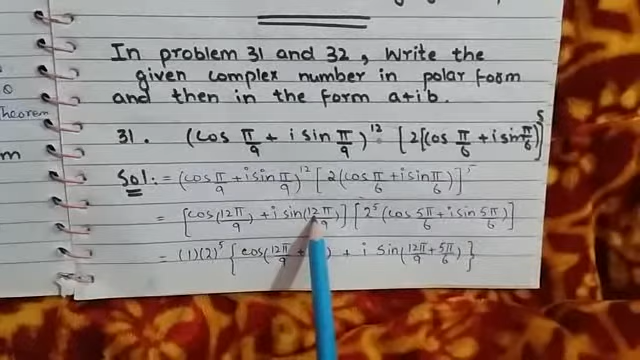 In problem 31 and 32, Write the
given complex number in polar form
and then in the form a+ib.
Theorem
31. (cos π/9 + i sin π/9)^12 [2(cos π/6 + i sin π/6)]^5
m
Sol: = (cos π/9 + i sin π/9)^12 [2(cos π/6 + i sin π/6)]^5
= [cos(12π/9) + i sin(12π/9)] [2^5 (cos 5π/6 + i sin 5π/6)]
= (1)(2)^5 {cos(12π/9 + ) + i sin(12π/9 + 5π/6)}